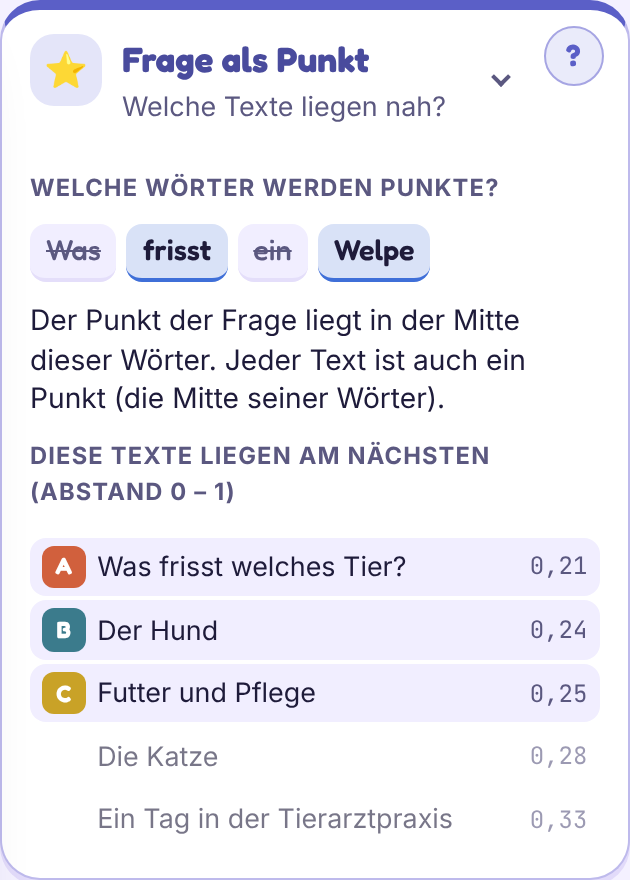 Frage als Punkt
?
Welche Texte liegen nah?
WELCHE WÖRTER WERDEN PUNKTE?
Was frisst ein Welpe
Der Punkt der Frage liegt in der Mitte
dieser Wörter. Jeder Text ist auch ein
Punkt (die Mitte seiner Wörter).
DIESE TEXTE LIEGEN AM NÄCHSTEN
(ABSTAND 0 – 1)
A Was frisst welches Tier? 0,21
B Der Hund 0,24
C Futter und Pflege 0,25
Die Katze 0,28
Ein Tag in der Tierarztpraxis 0,33